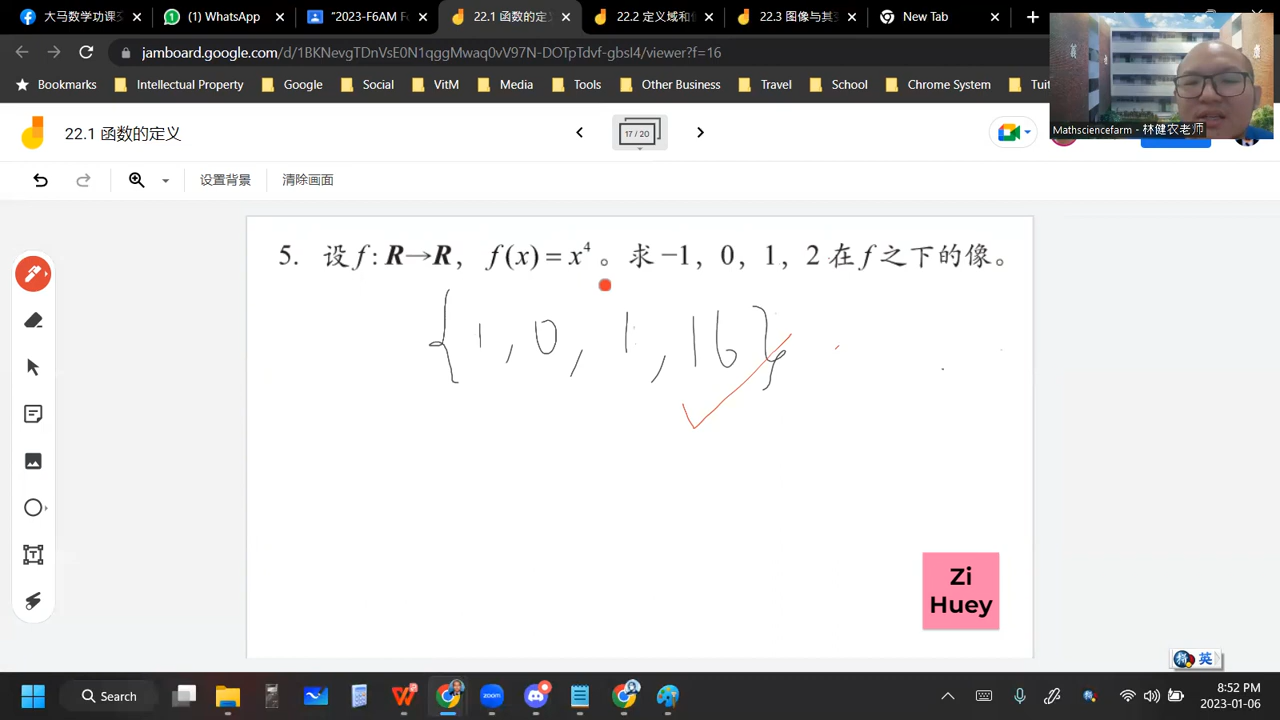 大马数学功课
(1) WhatsApp
"2023-F6AM F
22.1 函数的定
22.2 定义域和
22.3 图像与其
New Tab
jamboard.google.com/d/1BKNevgTDnVsE0N1qggMwaq0vV97N-DOTpTdvf-gbsl4/viewer?f=16
Bookmarks
Intellectual Property
Google
Social
WRM
Media
Tools
Other Business
Travel
School
Chrome System
Tuit
Mathsciencefarm - 林健农老师
22.1 函数的定义
17 / 20
设置背景
清除画面
5. 设 f : R→R, f(x) = x⁴。求 −1, 0, 1, 2 在 f 之下的像。
{1, 0, 1, 16}
Zi
Huey
英
Search
zoom
8:52 PM
2023-01-06